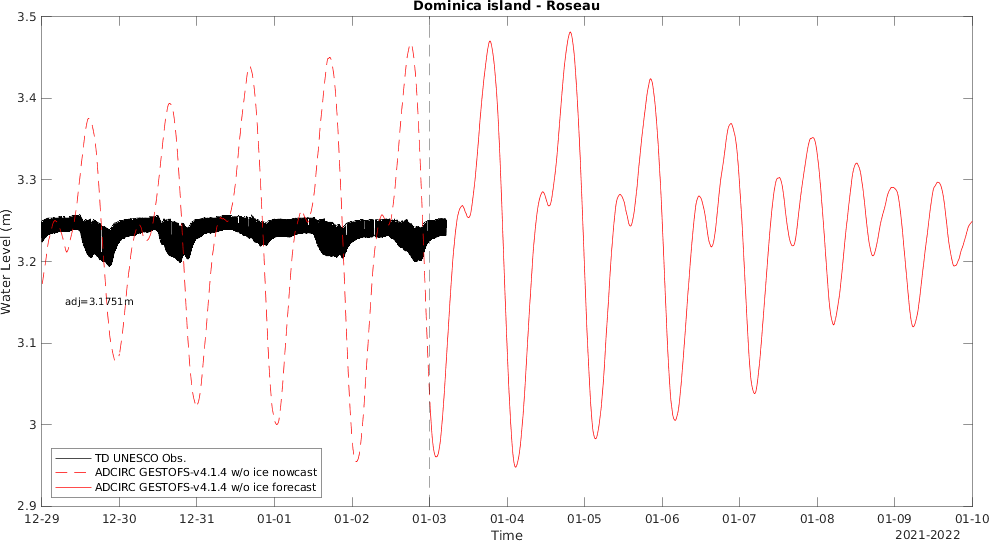 Dominica island - Roseau
3.5
3.4
3.3
3.2
3.1
3
2.9
Water Level (m)
adj=3.1751m
TD UNESCO Obs.
ADCIRC GESTOFS-v4.1.4 w/o ice nowcast
ADCIRC GESTOFS-v4.1.4 w/o ice forecast
12-29 12-30 12-31 01-01 01-02 01-03 01-04 01-05 01-06 01-07 01-08 01-09 01-10
Time
2021-2022